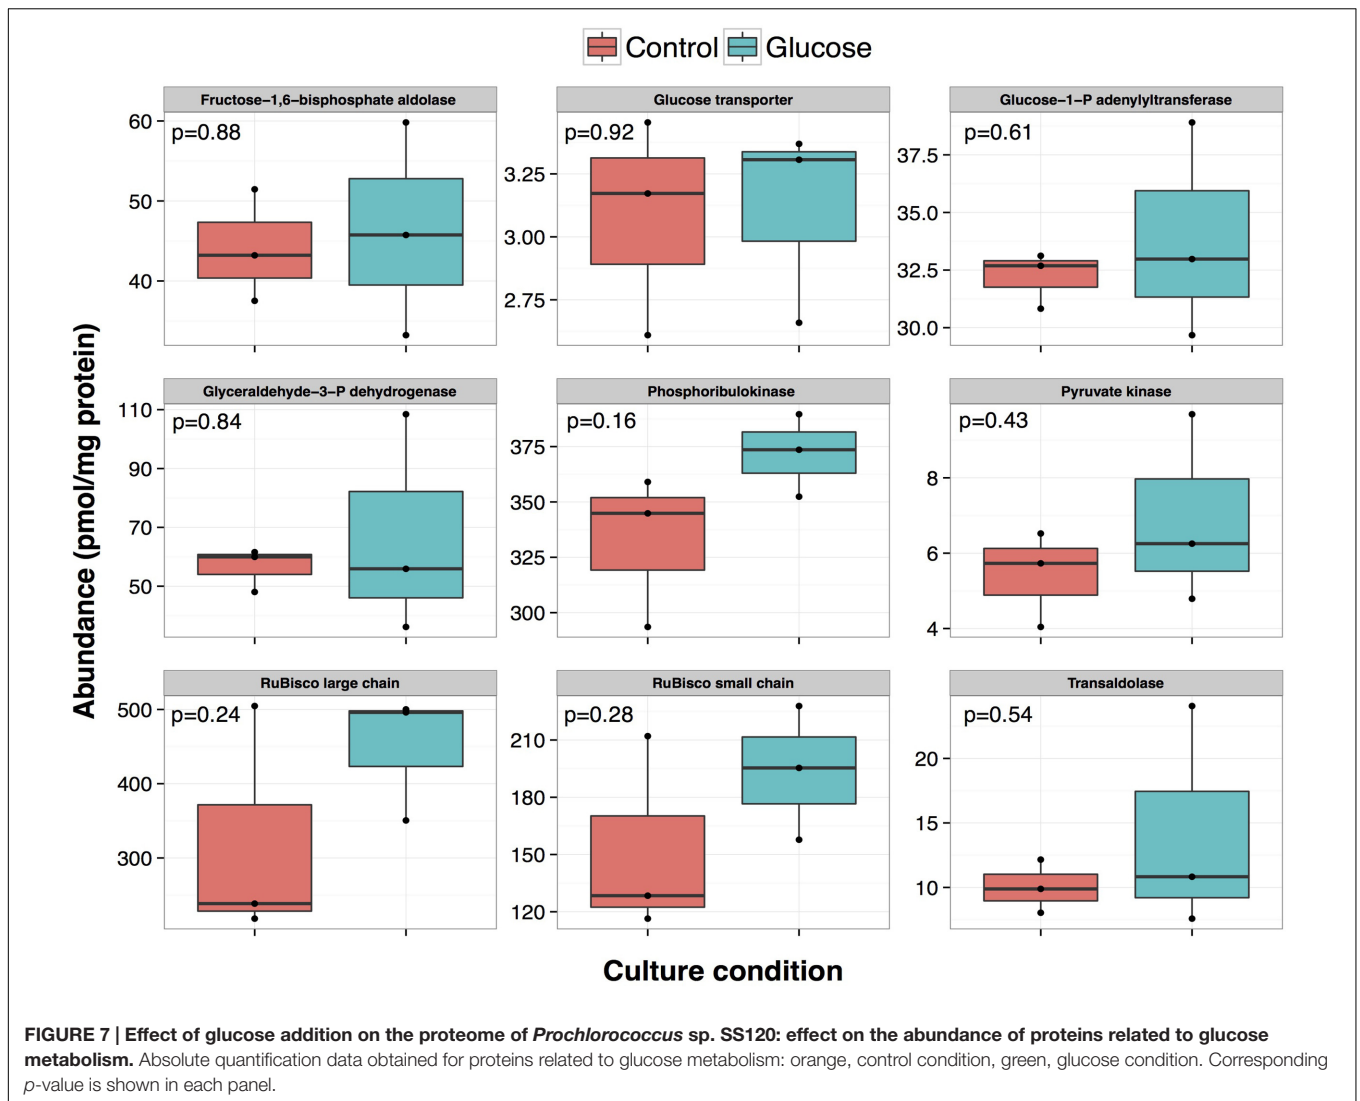 Control Glucose
Fructose–1,6–bisphosphate aldolase
p=0.88
60
50
40
Glucose transporter
p=0.92
3.25
3.00
2.75
Glucose–1–P adenylyltransferase
p=0.61
37.5
35.0
32.5
30.0
Glyceraldehyde–3–P dehydrogenase
p=0.84
110
90
70
50
Phosphoribulokinase
p=0.16
375
350
325
300
Pyruvate kinase
p=0.43
8
6
4
RuBisco large chain
p=0.24
500
400
300
RuBisco small chain
p=0.28
210
180
150
120
Transaldolase
p=0.54
20
15
10
Abundance (pmol/mg protein)
Culture condition
FIGURE 7 | Effect of glucose addition on the proteome of Prochlorococcus sp. SS120: effect on the abundance of proteins related to glucose
metabolism. Absolute quantification data obtained for proteins related to glucose metabolism: orange, control condition, green, glucose condition. Corresponding
p-value is shown in each panel.